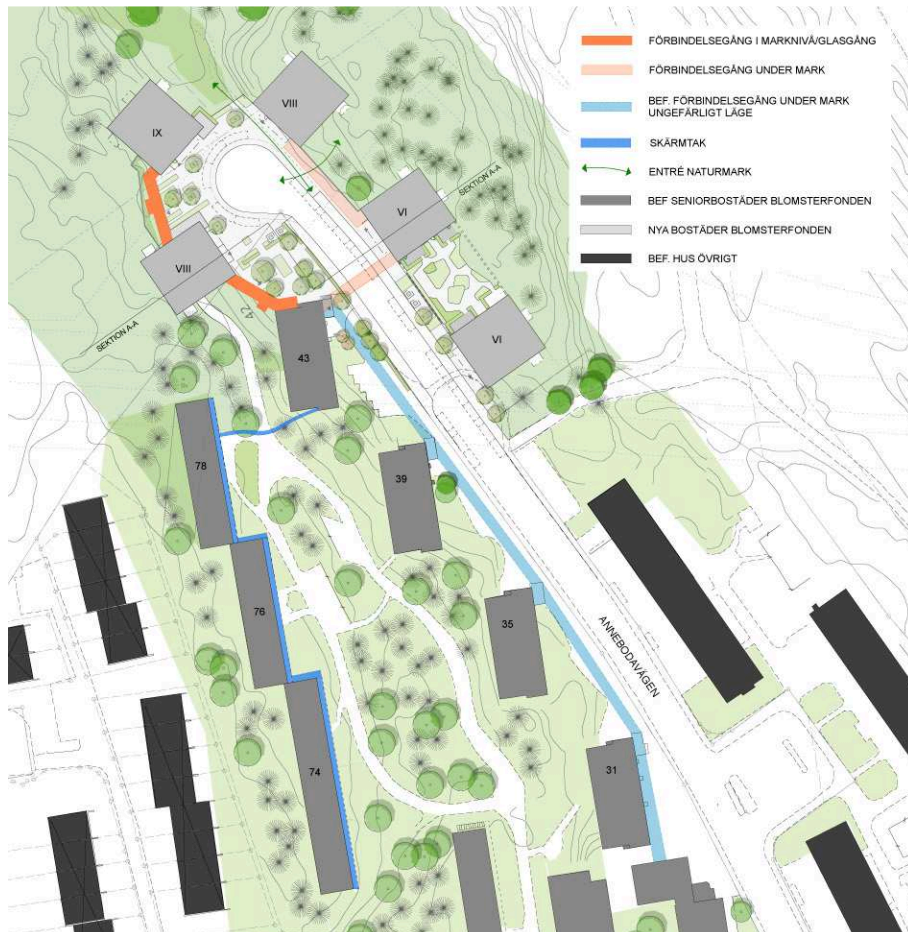 FÖRBINDELSEGÅNG I MARKNIVÅ/GLASGÅNG
FÖRBINDELSEGÅNG UNDER MARK
BEF. FÖRBINDELSEGÅNG UNDER MARK
UNGEFÄRLIGT LÄGE
SKÄRMTAK
ENTRÉ NATURMARK
BEF SENIORBOSTÄDER BLOMSTERFONDEN
NYA BOSTÄDER BLOMSTERFONDEN
BEF. HUS ÖVRIGT
VIII
IX
SEKTION A-A
VI
VIII
42
SEKTION A-A
VI
43
78
39
76
35
ANNEBODAVÄGEN
74
31